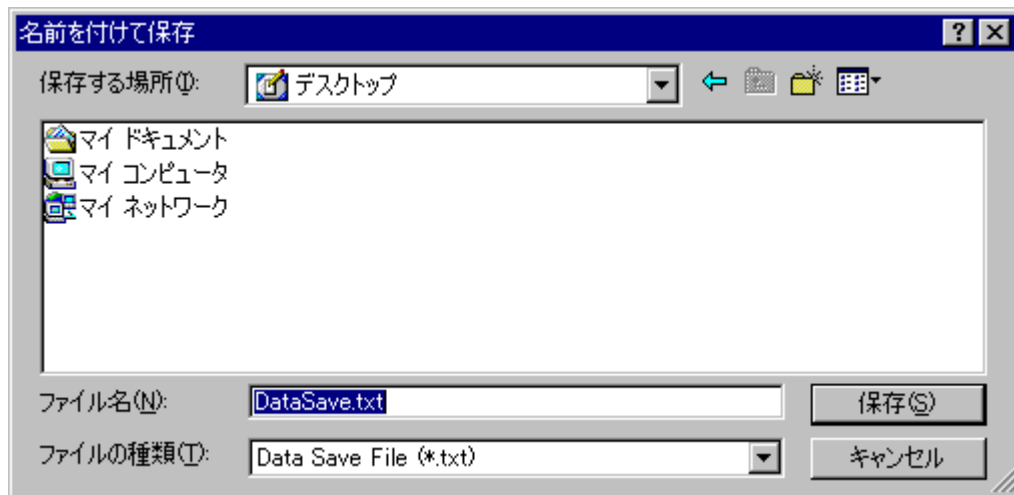 名前を付けて保存
保存する場所(I):
デスクトップ
マイ ドキュメント
マイ コンピュータ
マイ ネットワーク
ファイル名(N):
DataSave.txt
保存(S)
ファイルの種類(T):
Data Save File (*.txt)
キャンセル